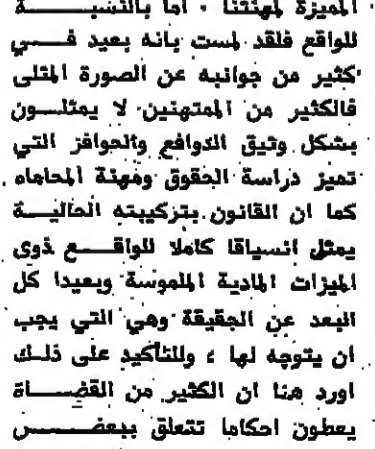 المميزة لمهنتنا . اما بالنسبة
للواقع فلقد لمست بانه بعيد في
كثير من جوانبه عن الصورة المثلى
فالكثير من الممتهنين لا يمثلون
بشكل وثيق الدوافع والحوافز التي
تميز دراسة الحقوق ومهنة المحاماه .
كما ان القانون بتركيبته الحالية
يمثل انسياقا كاملا للواقع ذوى
الميزات المادية الملموسة وبعيدا كل
البعد عن الحقيقة وهي التي يجب
ان يتوجه لها ، وللتأكيد على ذلك
اورد هنا ان الكثير من القضاة
يعطون احكاما تتعلق ببعض